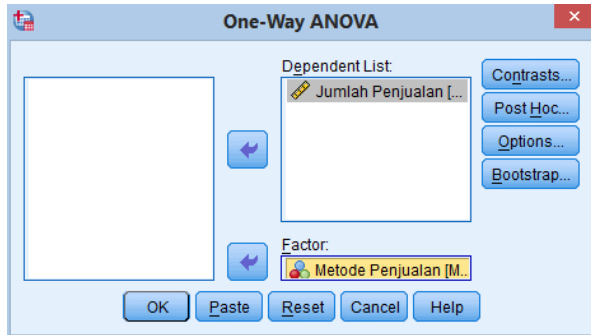 One-Way ANOVA
Dependent List:
Jumlah Penjualan [...
Contrasts...
Post Hoc...
Options...
Bootstrap...
Factor:
Metode Penjualan [M..
OK Paste Reset Cancel Help